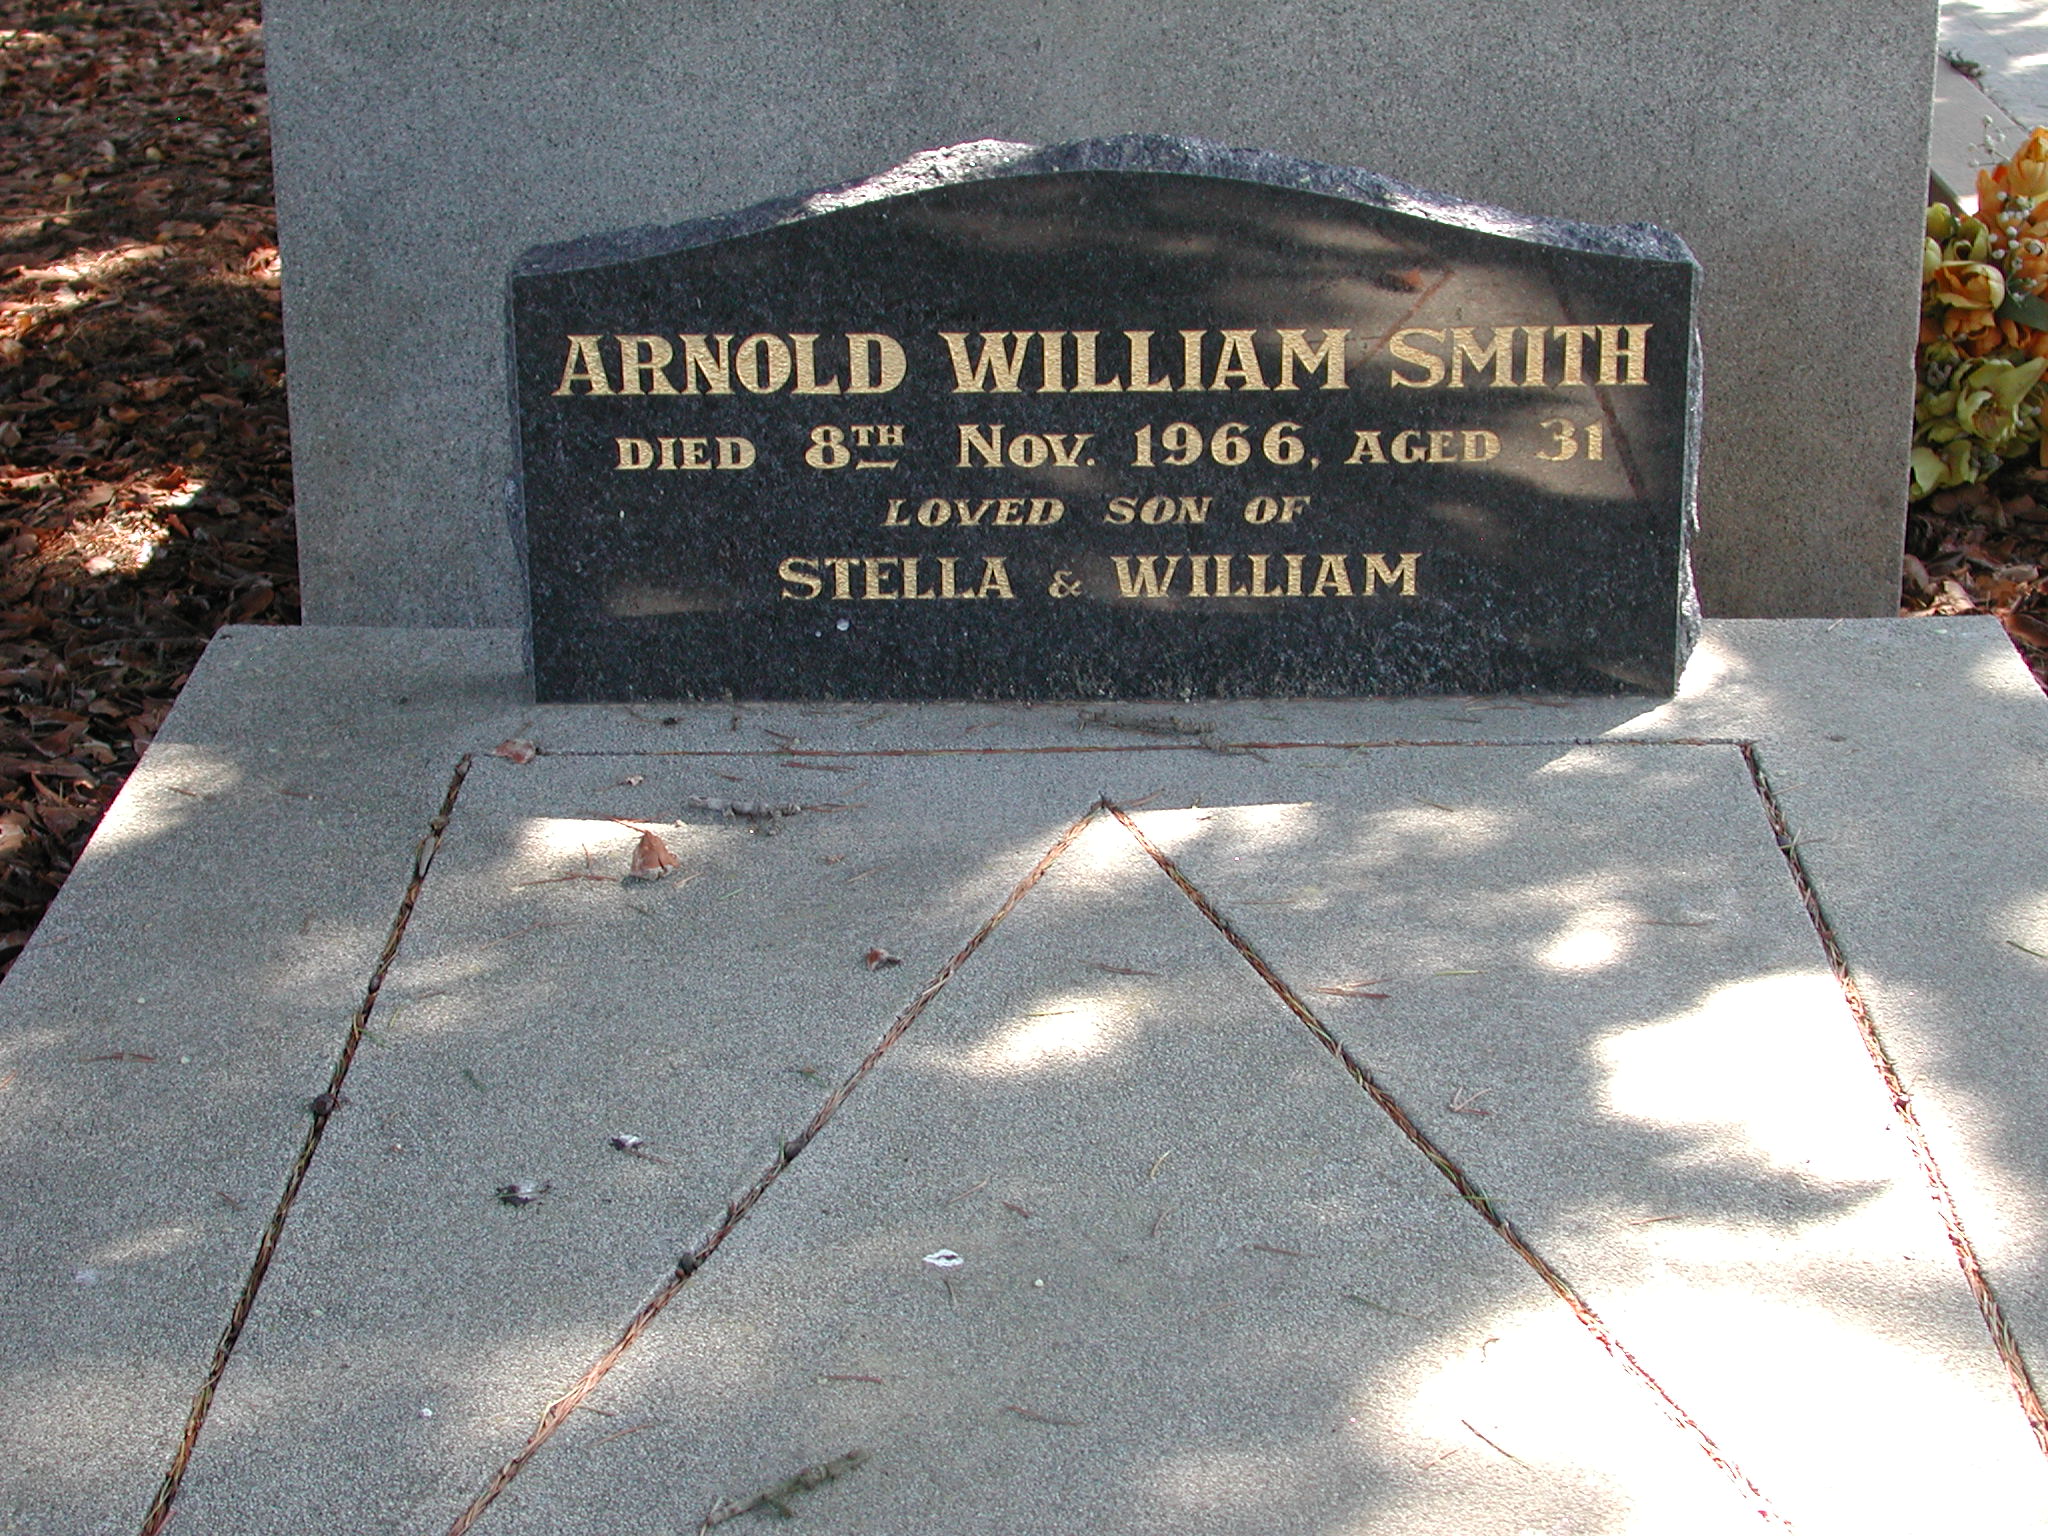 ARNOLD WILLIAM SMITH
DIED 8TH NOV. 1966, AGED 31
LOVED SON OF
STELLA & WILLIAM